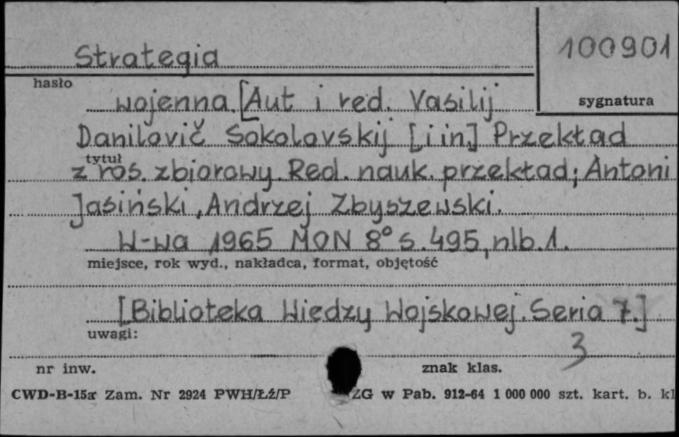 Strategia
100901
hasło
sygnatura
wojenna. [Aut i red. Vasilij
Danilovič Sokolovskij [i in] Przekład
tytuł
z ros. zbiorowy. Red. nauk. przekład; Antoni
Jasiński, Andrzej Zbyszewski.
W-wa 1965 MON 8° s. 495, nlb. 1.
miejsce, rok wyd., nakładca, format, objętość
[Biblioteka Wiedzy Wojskowej. Seria 7.]
uwagi:
3
nr inw.
znak klas.
CWD-B-15a Zam. Nr 2924 PWH/ŁŹ/P ZG w Pab. 912-64 1 000 000 szt. kart. b. kl